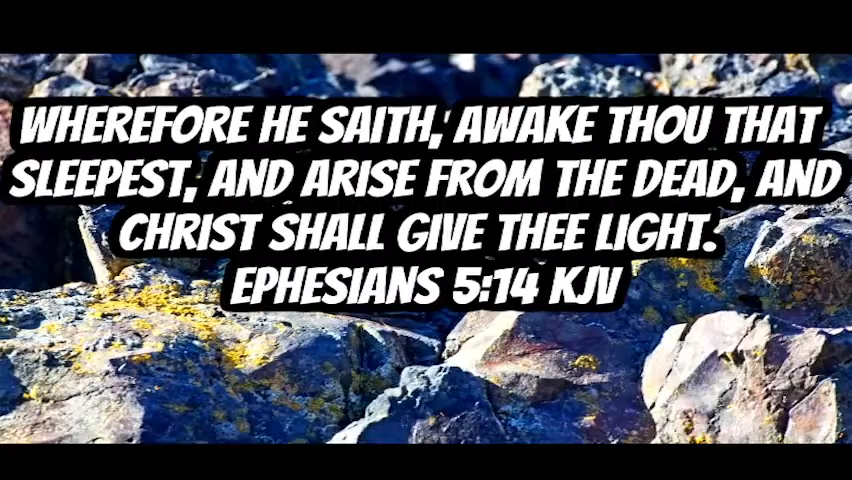 WHEREFORE HE SAITH, AWAKE THOU THAT
SLEEPEST, AND ARISE FROM THE DEAD, AND
CHRIST SHALL GIVE THEE LIGHT.
EPHESIANS 5:14 KJV